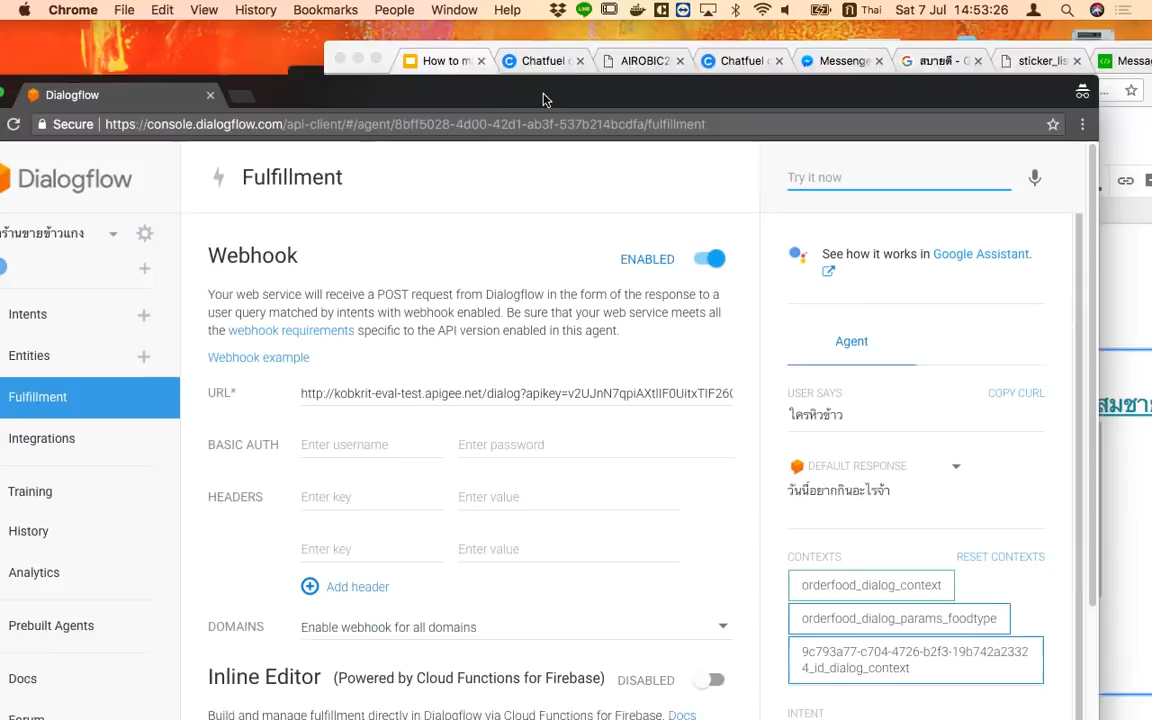 Chrome File Edit View History Bookmarks People Window Help Thai Sat 7 Jul 14:53:26
How to m Chatfuel AIROBIC2 Chatfuel Messenge สบายดี - G sticker_lis Messa
Dialogflow
Secure https://console.dialogflow.com/api-client/#/agent/8bff5028-4d00-42d1-ab3f-537b214bcdfa/fulfillment
Dialogflow
Fulfillment
Try it now
ร้านขายข้าวแกง
Webhook
ENABLED
See how it works in Google Assistant.
Your web service will receive a POST request from Dialogflow in the form of the response to a
user query matched by intents with webhook enabled. Be sure that your web service meets all
the webhook requirements specific to the API version enabled in this agent.
Webhook example
Intents
Entities
Fulfillment
Integrations
Training
History
Analytics
Prebuilt Agents
Docs
Forum
Agent
URL* http://kobkrit-eval-test.apigee.net/dialog?apikey=
BASIC AUTH Enter username Enter password
HEADERS Enter key Enter value
Enter key Enter value
Add header
DOMAINS Enable webhook for all domains
Inline Editor (Powered by Cloud Functions for Firebase) DISABLED
Build and manage fulfillment directly in Dialogflow via Cloud Functions for Firebase. Docs
USER SAYS COPY CURL
ใครหิวข้าว
DEFAULT RESPONSE
วันนี้อยากกินอะไรจ้า
CONTEXTS RESET CONTEXTS
orderfood_dialog_context
orderfood_dialog_params_foodtype
9c793a77-c704-4726-b2f3-19b742a2332
4_id_dialog_context
INTENT
สมชา